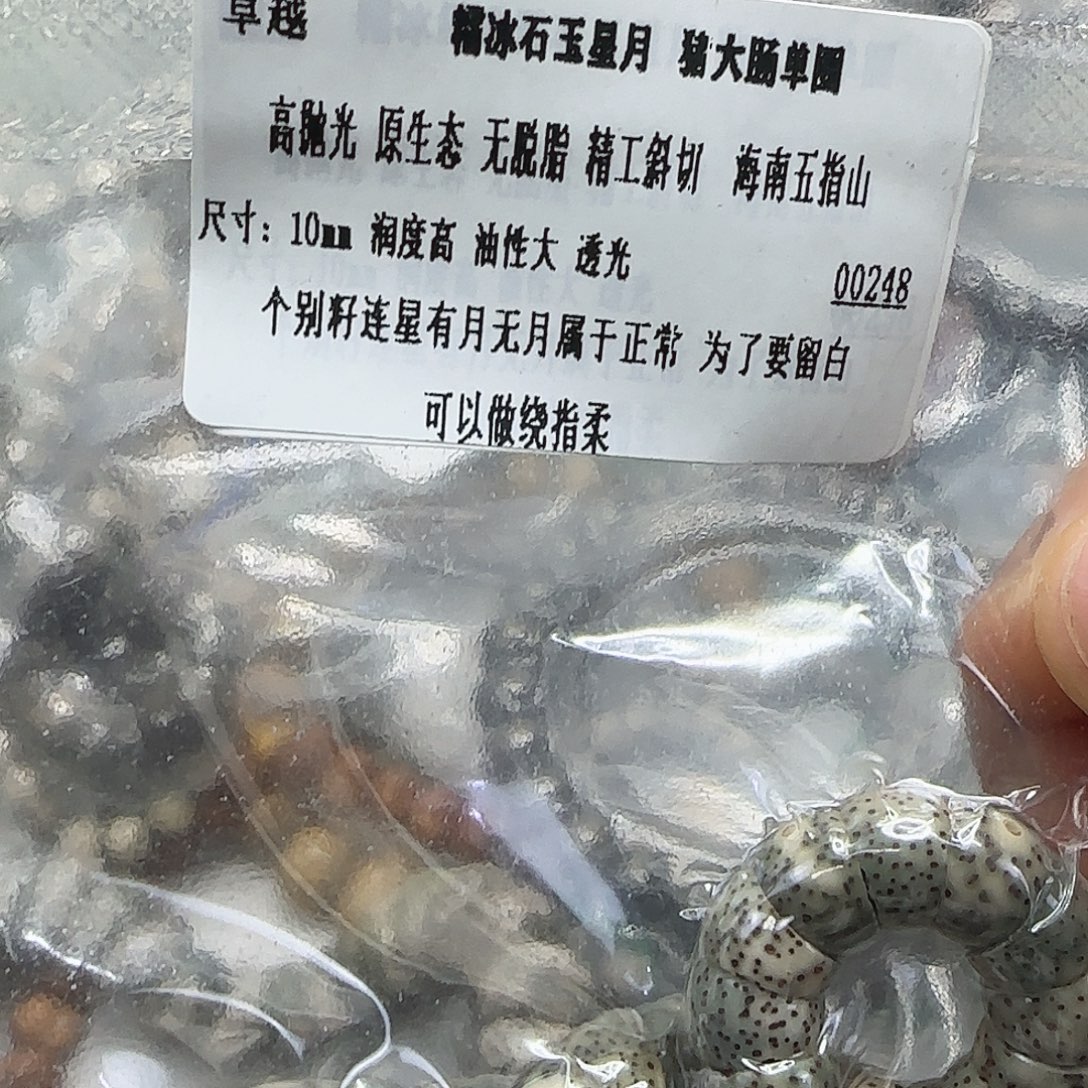 卓越 糯冰石玉星月 猪大肠单圈
高抛光 原生态 无脱脂 精工斜切 海南五指山
尺寸：10mm 润度高 油性大 透光
00248
个别籽连星有月无月属于正常 为了要留白
可以做绕指柔